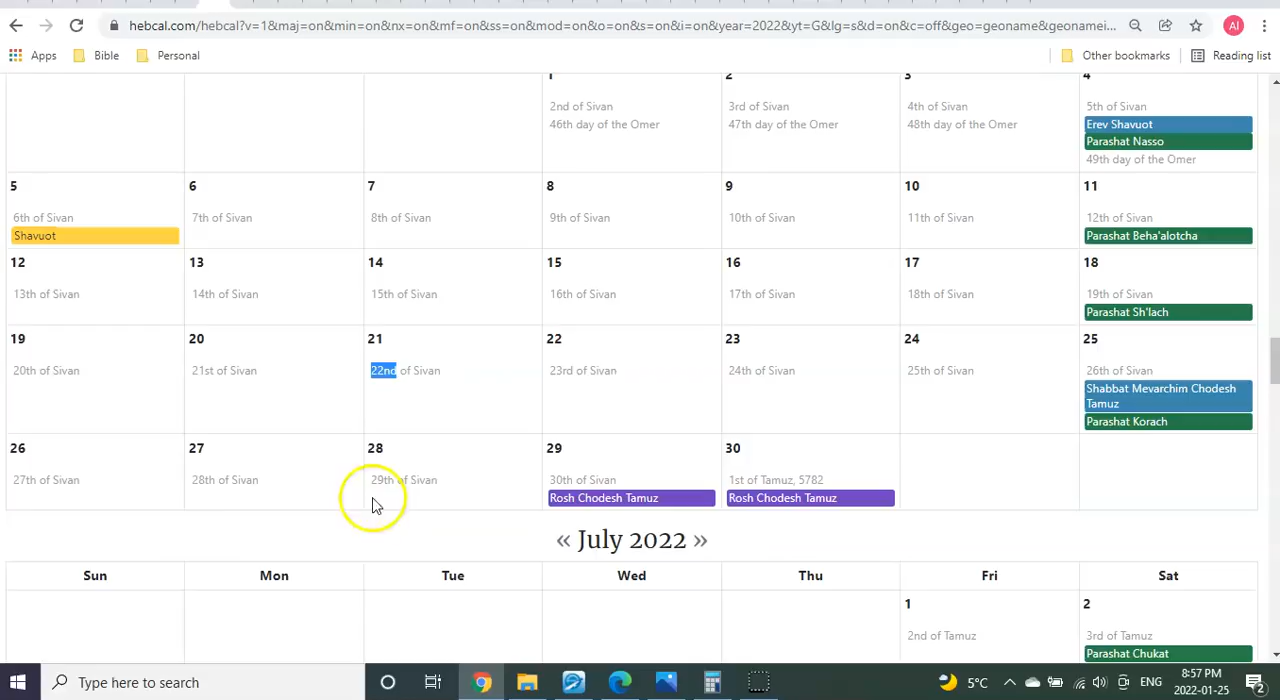 hebcal.com/hebcal?v=1&maj=on&min=on&nx=on&mf=on&ss=on&mod=on&o=on&s=on&i=on&year=2022&yt=G&lg=s&d=on&c=off&geo=geoname&geonamei...
AI
Apps Bible Personal Other bookmarks Reading list
1 2 3 4
2nd of Sivan 3rd of Sivan 4th of Sivan 5th of Sivan
46th day of the Omer 47th day of the Omer 48th day of the Omer Erev Shavuot
Parashat Nasso
49th day of the Omer
5 6 7 8 9 10 11
6th of Sivan 7th of Sivan 8th of Sivan 9th of Sivan 10th of Sivan 11th of Sivan 12th of Sivan
Shavuot Parashat Beha'alotcha
12 13 14 15 16 17 18
13th of Sivan 14th of Sivan 15th of Sivan 16th of Sivan 17th of Sivan 18th of Sivan 19th of Sivan
Parashat Sh'lach
19 20 21 22 23 24 25
20th of Sivan 21st of Sivan 22nd of Sivan 23rd of Sivan 24th of Sivan 25th of Sivan 26th of Sivan
Shabbat Mevarchim Chodesh
Tamuz
Parashat Korach
26 27 28 29 30
27th of Sivan 28th of Sivan 29th of Sivan 30th of Sivan 1st of Tamuz, 5782
Rosh Chodesh Tamuz Rosh Chodesh Tamuz
« July 2022 »
Sun Mon Tue Wed Thu Fri Sat
1 2
2nd of Tamuz 3rd of Tamuz
Parashat Chukat
Type here to search 5°C ENG 8:57 PM
2022-01-25 2